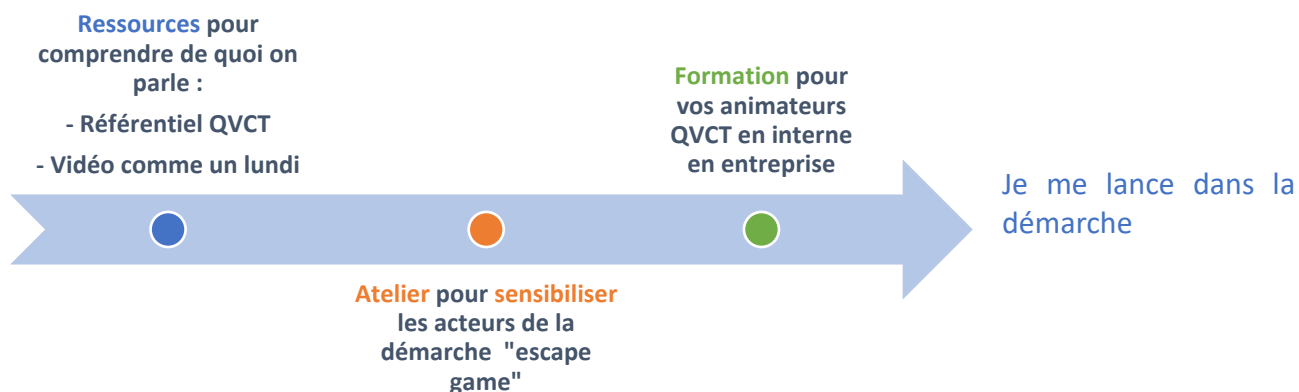 Ressources pour
comprendre de quoi on
parle :
- Référentiel QVCT
- Vidéo comme un lundi
Atelier pour sensibiliser
les acteurs de la
démarche "escape
game"
Formation pour
vos animateurs
QVCT en interne
en entreprise
Je me lance dans la
démarche